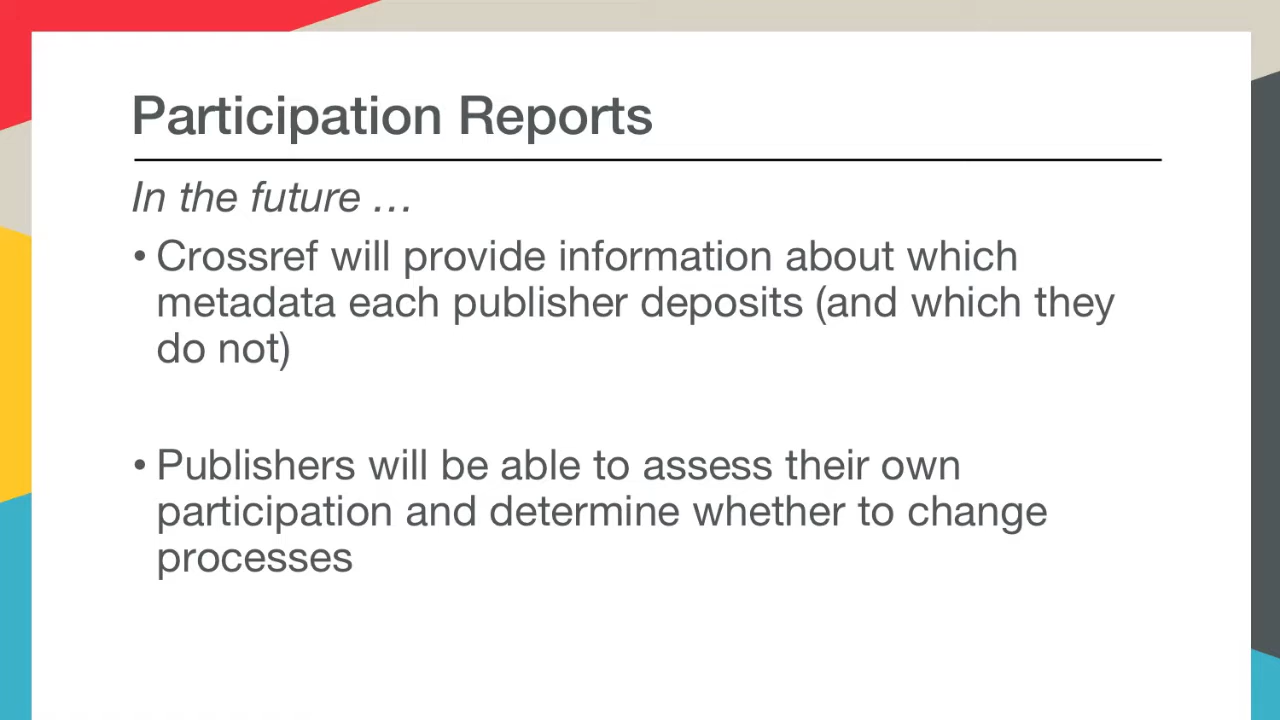 Participation Reports
In the future …
• Crossref will provide information about which
metadata each publisher deposits (and which they
do not)
• Publishers will be able to assess their own
participation and determine whether to change
processes